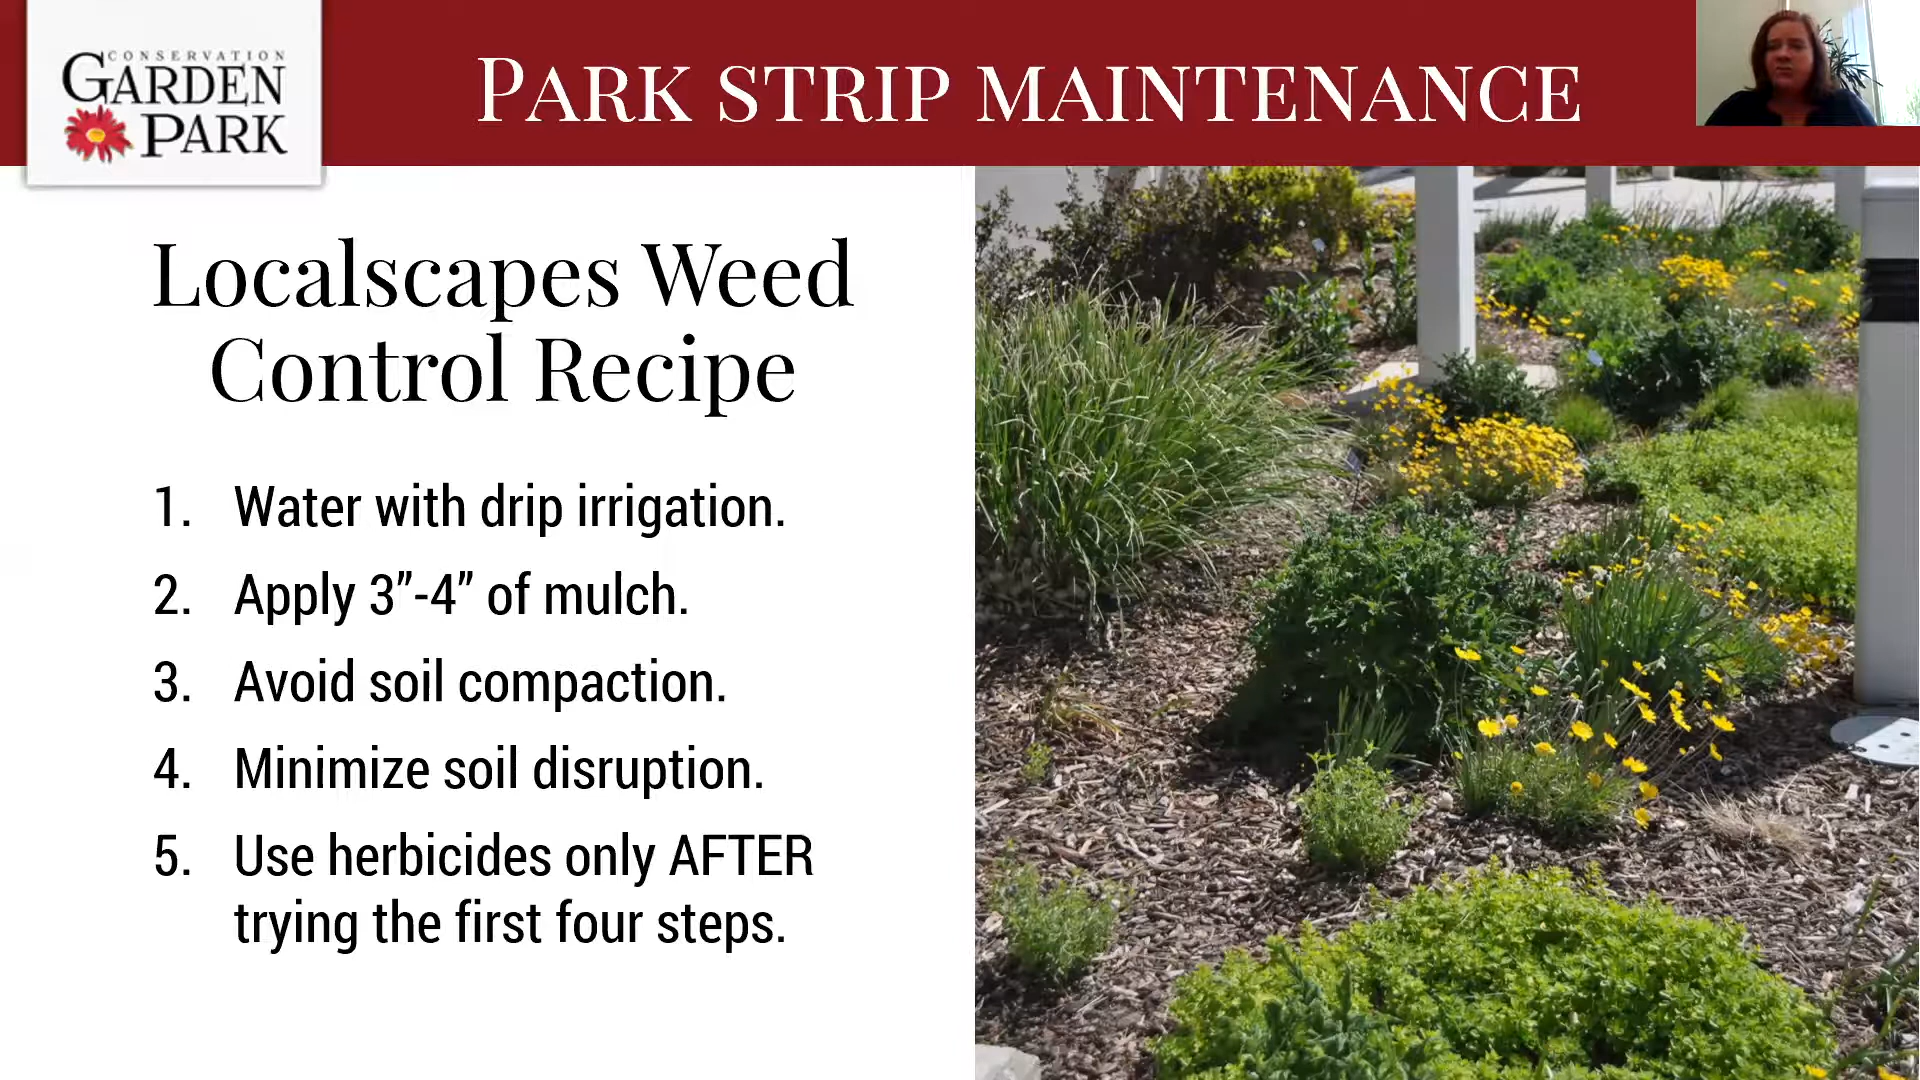 CONSERVATION
GARDEN
PARK
PARK STRIP MAINTENANCE
Localscapes Weed
Control Recipe
1. Water with drip irrigation.
2. Apply 3”-4” of mulch.
3. Avoid soil compaction.
4. Minimize soil disruption.
5. Use herbicides only AFTER
trying the first four steps.